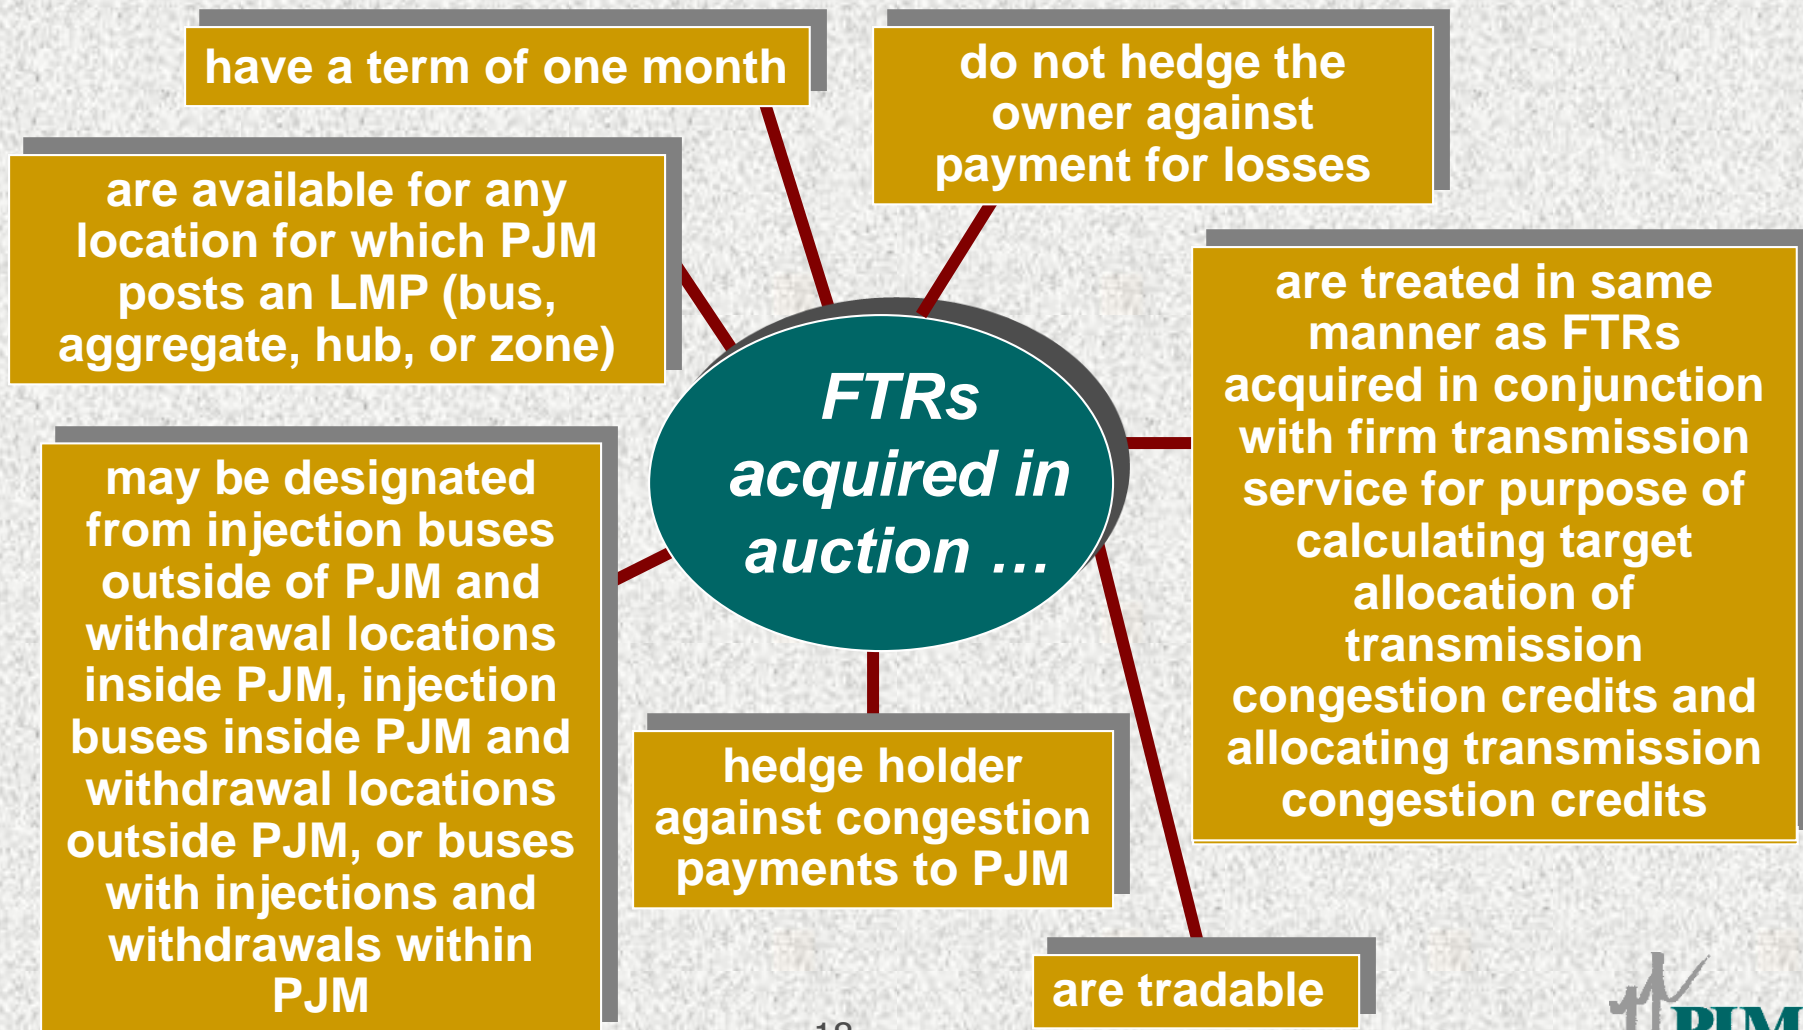 have a term of one month
do not hedge the
owner against
payment for losses
are available for any
location for which PJM
posts an LMP (bus,
aggregate, hub, or zone)
are treated in same
manner as FTRs
acquired in conjunction
with firm transmission
service for purpose of
calculating target
allocation of
transmission
congestion credits and
allocating transmission
congestion credits
FTRs
acquired in
auction …
may be designated
from injection buses
outside of PJM and
withdrawal locations
inside PJM, injection
buses inside PJM and
withdrawal locations
outside PJM, or buses
with injections and
withdrawals within
PJM
hedge holder
against congestion
payments to PJM
are tradable
PJM